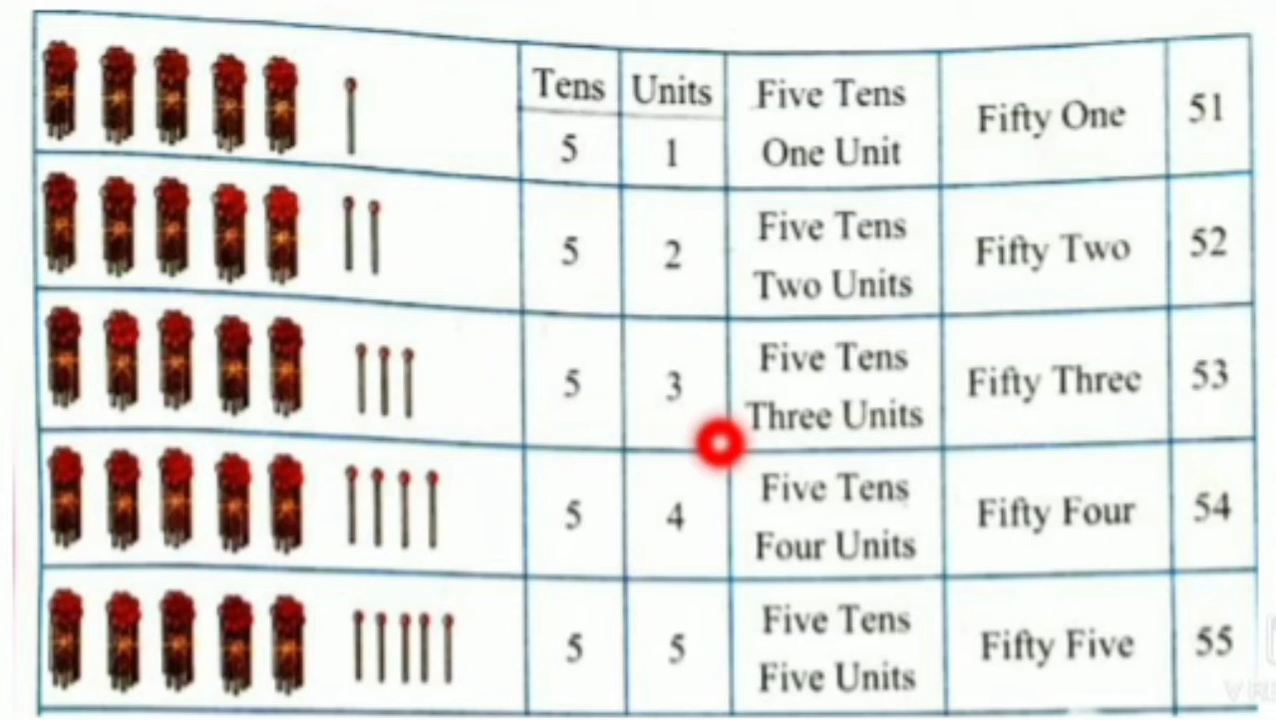 Tens Units
5 1
Five Tens
One Unit
Fifty One
51
5 2
Five Tens
Two Units
Fifty Two
52
5 3
Five Tens
Three Units
Fifty Three
53
5 4
Five Tens
Four Units
Fifty Four
54
5 5
Five Tens
Five Units
Fifty Five
55